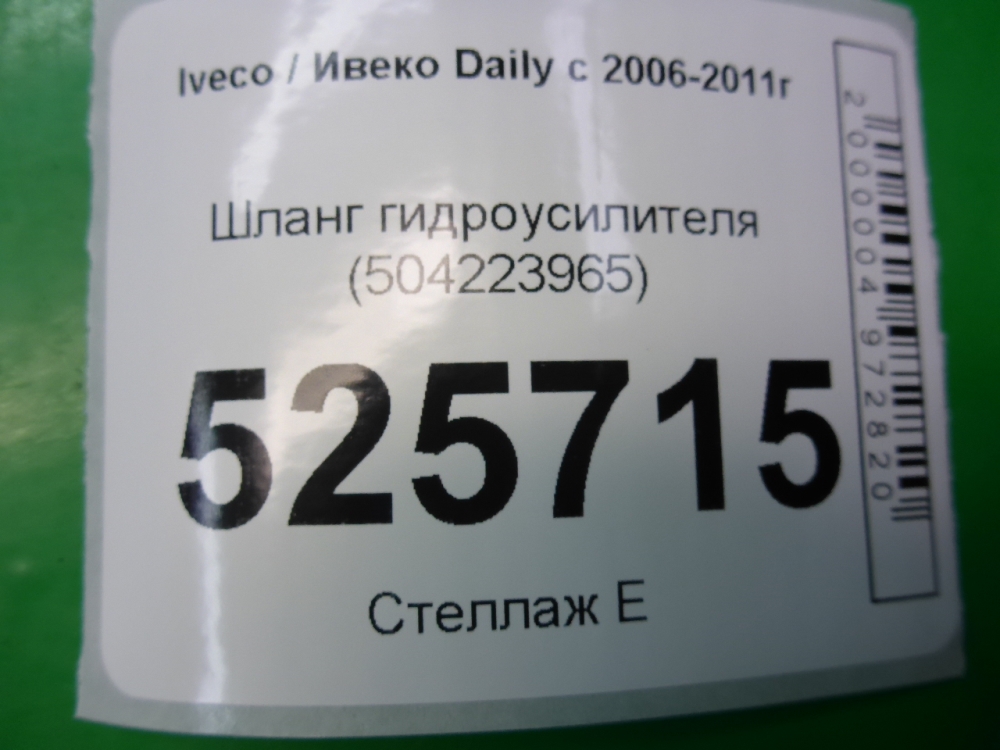 Iveco / Ивеко Daily с 2006-2011г
Шланг гидроусилителя
(504223965)
525715
Стеллаж Е
2000004972820